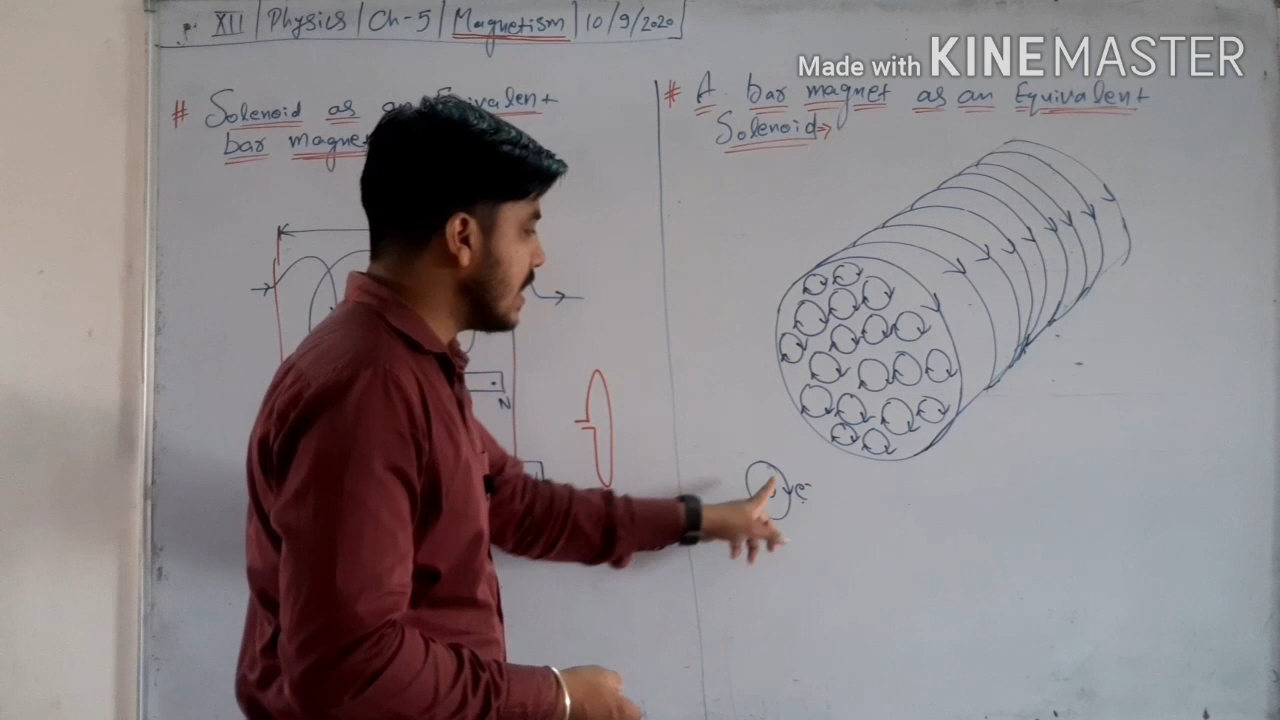 XII | Physics | Ch-5 | Magnetism | 10/9/2020
Made with KINEMASTER
# Solenoid as an Equivalent
bar magnet
# A bar magnet as an Equivalent
Solenoid
N
e-